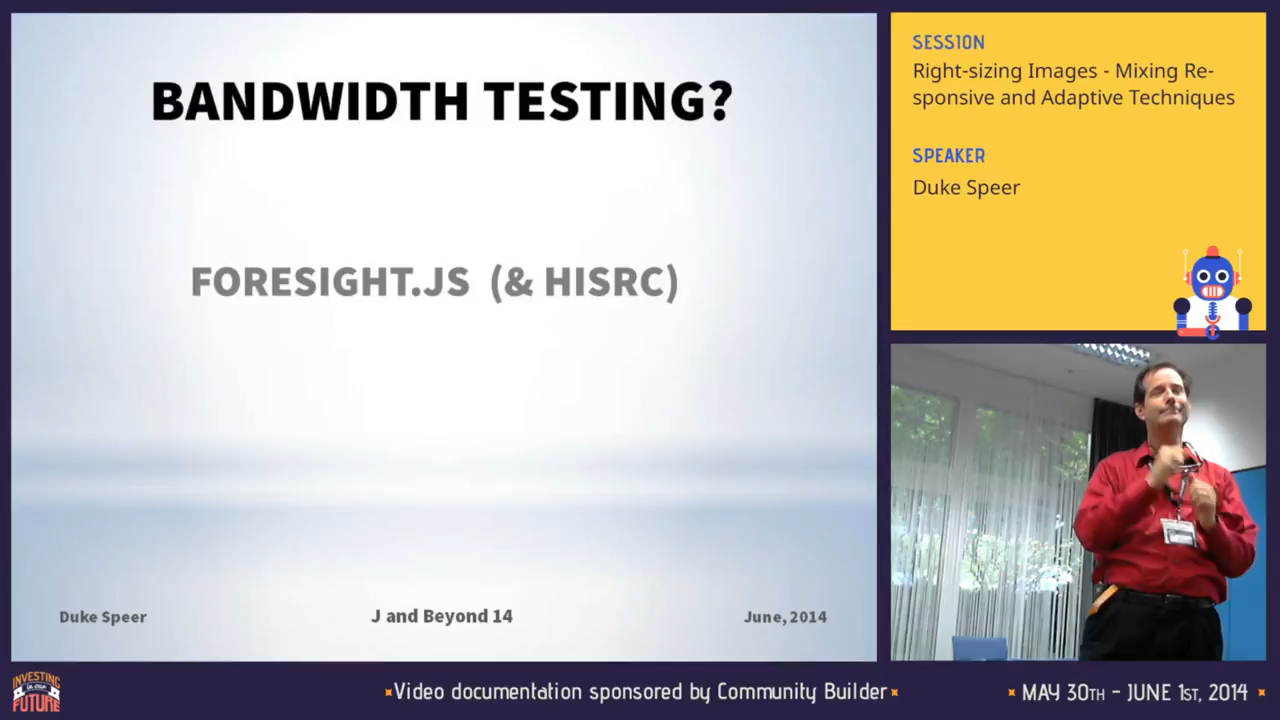 BANDWIDTH TESTING?
FORESIGHT.JS (& HISRC)
Duke Speer
J and Beyond 14
June, 2014
SESSION
Right-sizing Images - Mixing Re-
sponsive and Adaptive Techniques
SPEAKER
Duke Speer
INVESTING
IN OUR
FUTURE
Video documentation sponsored by Community Builder
MAY 30TH - JUNE 1ST, 2014